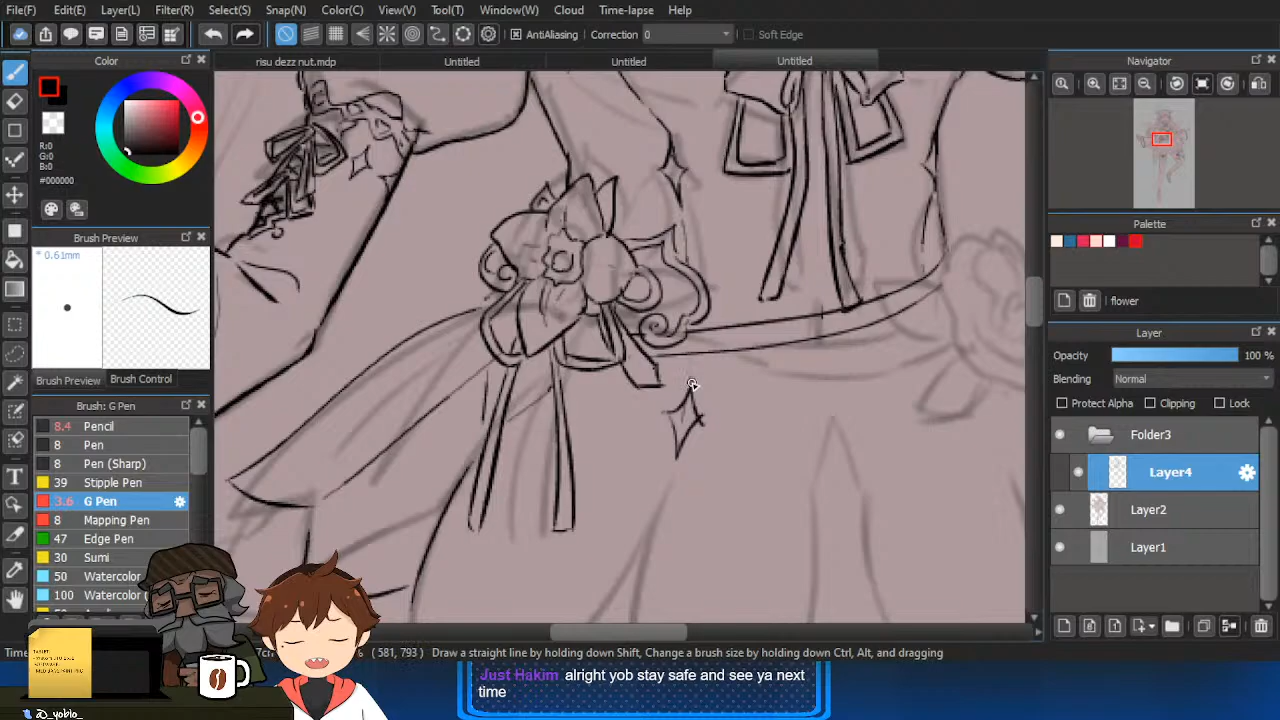 File(F) Edit(E) Layer(L) Filter(R) Select(S) Snap(N) Color(C) View(V) Tool(T) Window(W) Cloud Time-lapse Help
AntiAliasing Correction 0 Soft Edge
Color
risu dezz nut.mdp Untitled Untitled Untitled
Navigator
R:0
G:0
B:0
#000000
Palette
flower
Brush Preview
* 0.61mm
Brush Preview Brush Control
Layer
Opacity 100 %
Blending Normal
Protect Alpha Clipping Lock
Folder3
Layer4
Layer2
Layer1
Brush: G Pen
8.4 Pencil
8 Pen
8 Pen (Sharp)
39 Stipple Pen
3.6 G Pen
8 Mapping Pen
47 Edge Pen
30 Sumi
50 Watercolor
100 Watercolor
(581, 793) Draw a straight line by holding down Shift, Change a brush size by holding down Ctrl, Alt, and dragging
Just Hakim alright yob stay safe and see ya next
time